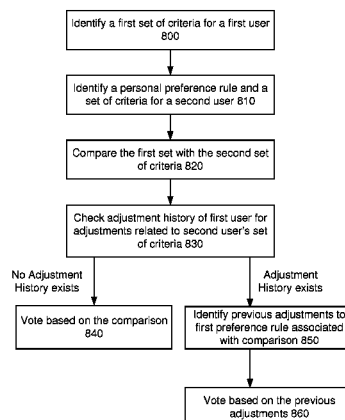 Identify a first set of criteria for a first user
800
Identify a personal preference rule and a
set of criteria for a second user 810
Compare the first set with the second set
of criteria 820
Check adjustment history of first user for
adjustments related to second user's set
of criteria 830
No Adjustment
History exists
Adjustment
History exists
Vote based on the comparison
840
Identify previous adjustments to
first preference rule associated
with comparison 850
Vote based on the previous
adjustments 860